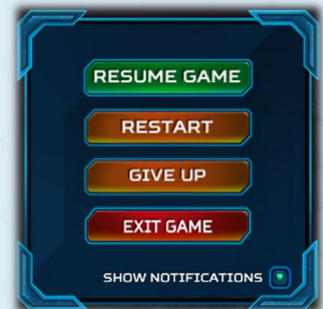 RESUME GAME
RESTART
GIVE UP
EXIT GAME
SHOW NOTIFICATIONS